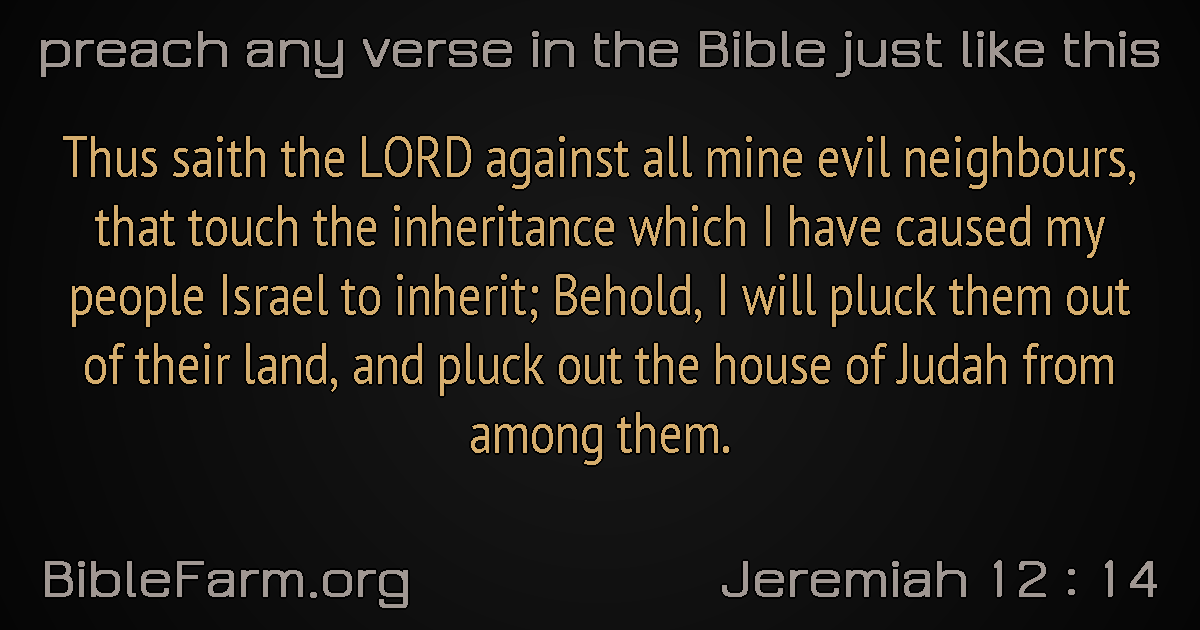 preach any verse in the Bible just like this
Thus saith the LORD against all mine evil neighbours,
that touch the inheritance which I have caused my
people Israel to inherit; Behold, I will pluck them out
of their land, and pluck out the house of Judah from
among them.
BibleFarm.org
Jeremiah 12 : 14